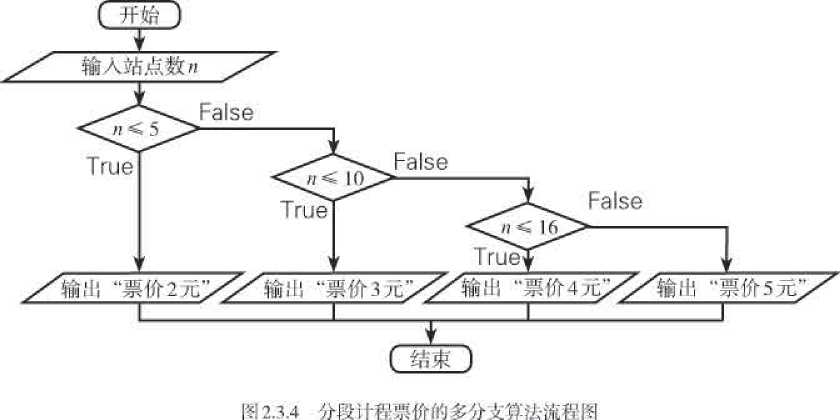 开始
输入站点数n
n≤5
False
True
n≤10
False
True
n≤16
False
True
输出“票价2元”
输出“票价3元”
输出“票价4元”
输出“票价5元”
结束
图2.3.4 分段计程票价的多分支算法流程图